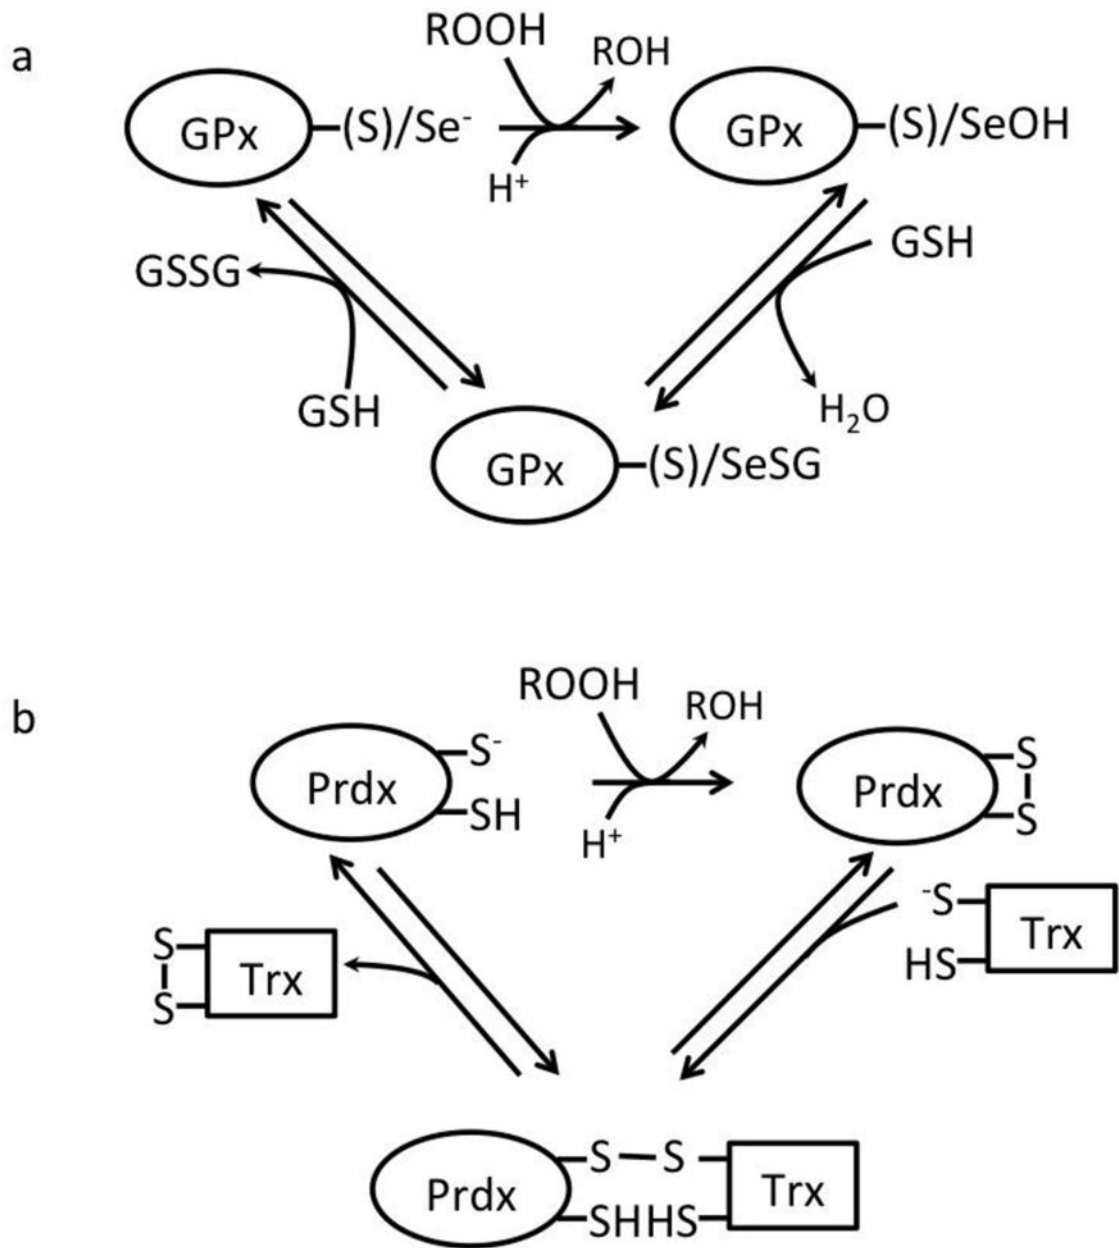 a
ROOH
ROH
GPx
(S)/Se⁻
GPx
(S)/SeOH
H⁺
GSH
GSSG
GSH
H₂O
GPx
(S)/SeSG
b
ROOH
ROH
Prdx
S⁻
SH
Prdx
S
S
H⁺
⁻S
HS
Trx
S
S
Trx
Prdx
S
S
Trx
SHHS